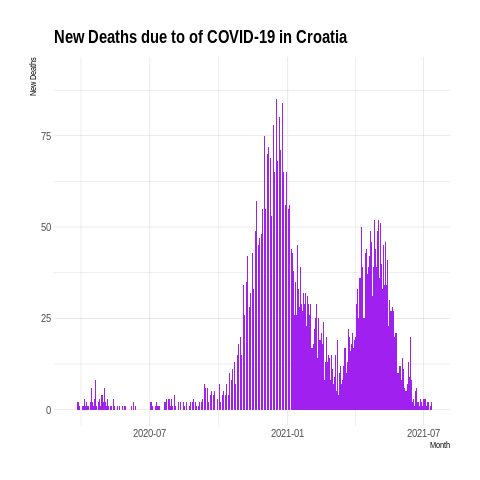 New Deaths due to of COVID-19 in Croatia
New Deaths
75
50
25
0
2020-07
2021-01
2021-07
Month